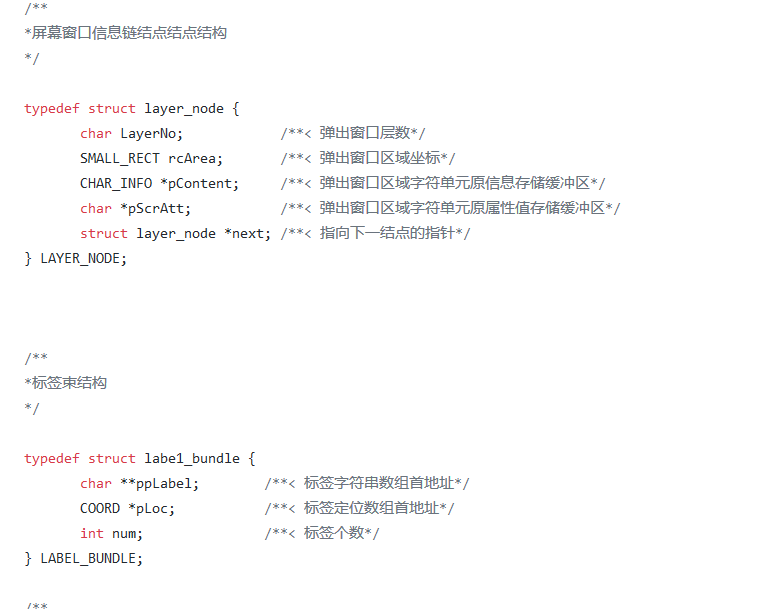 /**
*屏幕窗口信息链结点结点结构
*/
typedef struct layer_node {
char LayerNo; /**< 弹出窗口层数*/
SMALL_RECT rcArea; /**< 弹出窗口区域坐标*/
CHAR_INFO *pContent; /**< 弹出窗口区域字符单元原信息存储缓冲区*/
char *pScrAtt; /**< 弹出窗口区域字符单元原属性值存储缓冲区*/
struct layer_node *next; /**< 指向下一结点的指针*/
} LAYER_NODE;
/**
*标签束结构
*/
typedef struct labe1_bundle {
char **ppLabel; /**< 标签字符串数组首地址*/
COORD *pLoc; /**< 标签定位数组首地址*/
int num; /**< 标签个数*/
} LABEL_BUNDLE;
/**